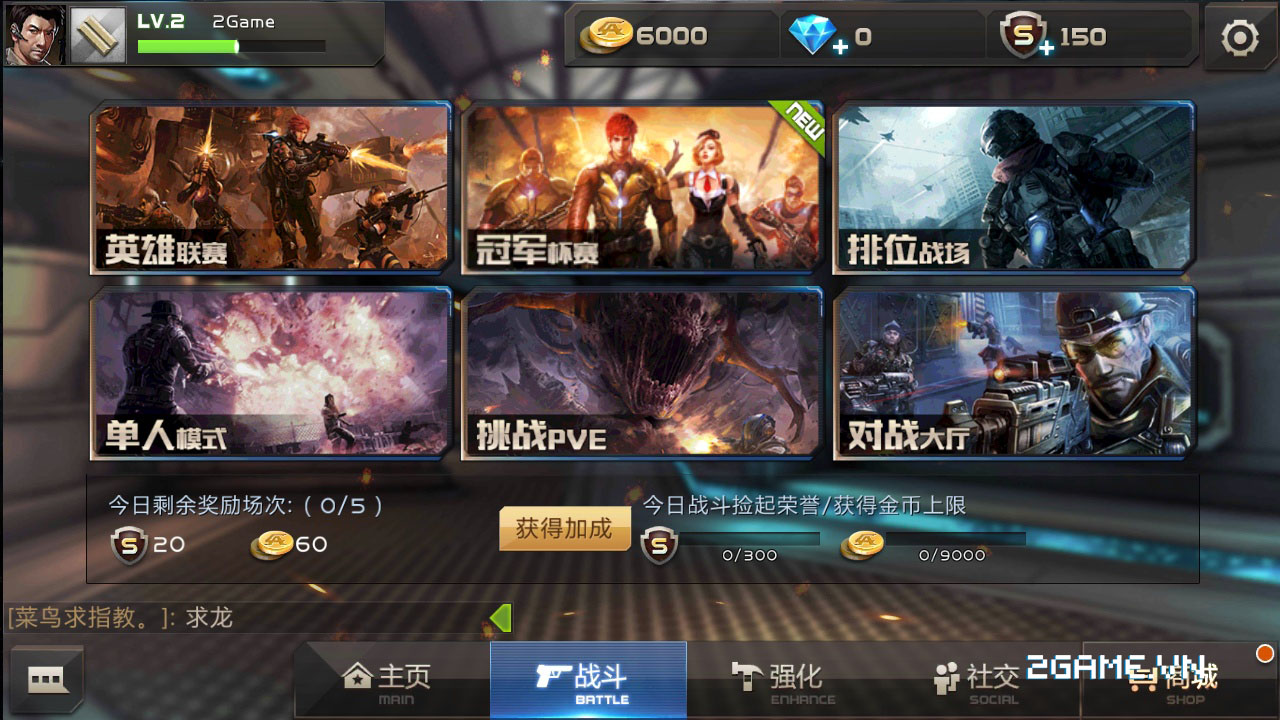 LV.2 2Game
6000
0
S 150
英雄联赛
冠军杯赛
NEW
排位战场
单人模式
挑战PVE
对战大厅
今日剩余奖励场次: ( 0/5 )
S 20
60
获得加成
今日战斗捡起荣誉/获得金币上限
S 0/300
0/9000
[菜鸟求指教。]: 求龙
主页
MAIN
战斗
BATTLE
强化
ENHANCE
社交
SOCIAL
商城
SHOP
2GAME.VN